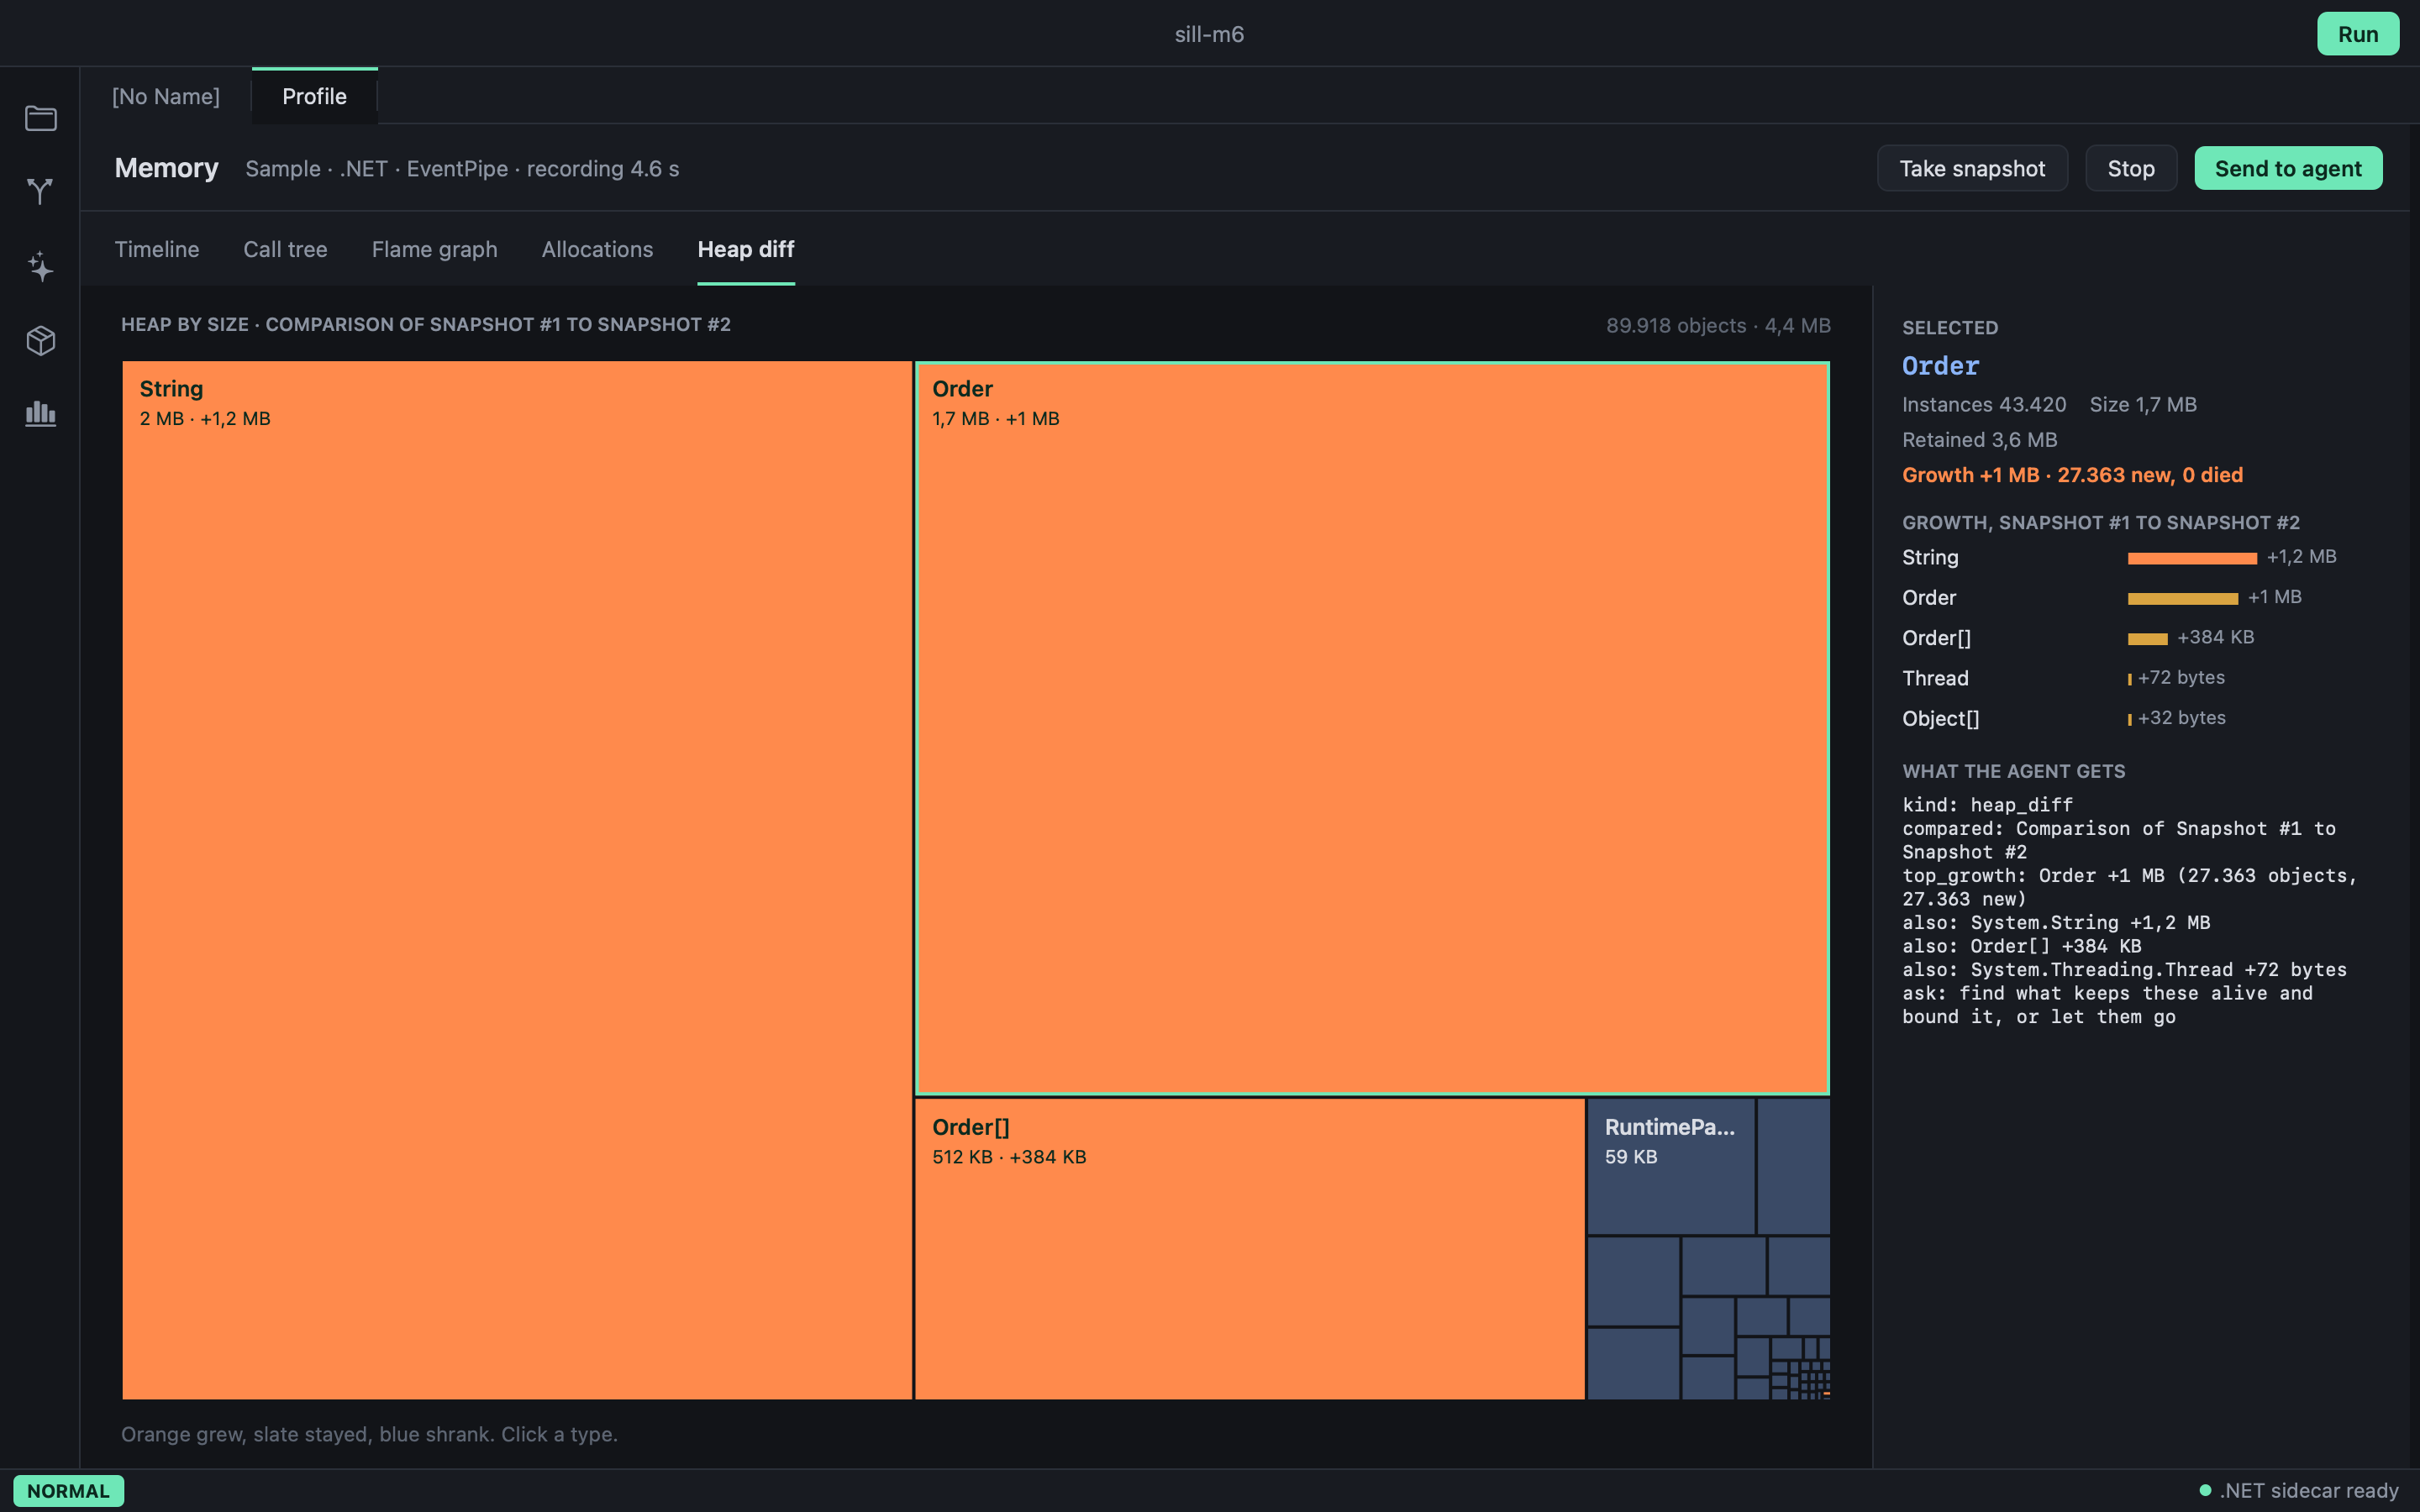 sill-m6
Run
[No Name]
Profile
Memory
Sample · .NET · EventPipe · recording 4.6 s
Take snapshot
Stop
Send to agent
Timeline
Call tree
Flame graph
Allocations
Heap diff
HEAP BY SIZE · COMPARISON OF SNAPSHOT #1 TO SNAPSHOT #2
89.918 objects · 4,4 MB
String
2 MB · +1,2 MB
Order
1,7 MB · +1 MB
Order[]
512 KB · +384 KB
RuntimePa...
59 KB
Orange grew, slate stayed, blue shrank. Click a type.
SELECTED
Order
Instances 43.420 Size 1,7 MB
Retained 3,6 MB
Growth +1 MB · 27.363 new, 0 died
GROWTH, SNAPSHOT #1 TO SNAPSHOT #2
String +1,2 MB
Order +1 MB
Order[] +384 KB
Thread +72 bytes
Object[] +32 bytes
WHAT THE AGENT GETS
kind: heap_diff
compared: Comparison of Snapshot #1 to
Snapshot #2
top_growth: Order +1 MB (27.363 objects,
27.363 new)
also: System.String +1,2 MB
also: Order[] +384 KB
also: System.Threading.Thread +72 bytes
ask: find what keeps these alive and
bound it, or let them go
NORMAL
.NET sidecar ready